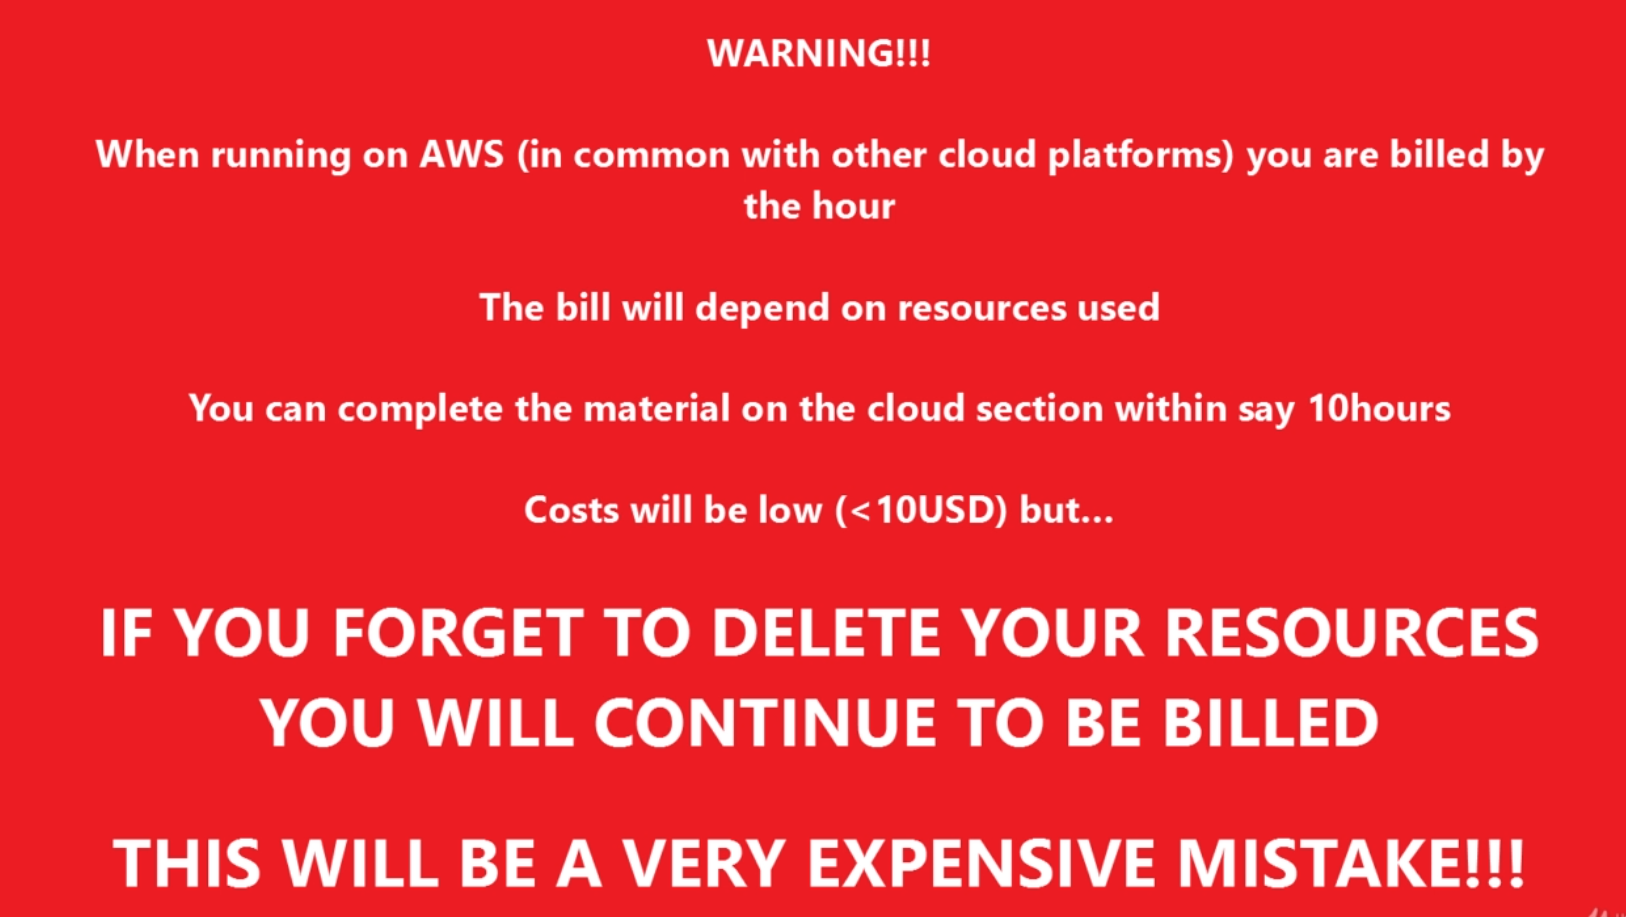 WARNING!!!
When running on AWS (in common with other cloud platforms) you are billed by
the hour
The bill will depend on resources used
You can complete the material on the cloud section within say 10hours
Costs will be low (<10USD) but...
IF YOU FORGET TO DELETE YOUR RESOURCES
YOU WILL CONTINUE TO BE BILLED
THIS WILL BE A VERY EXPENSIVE MISTAKE!!!